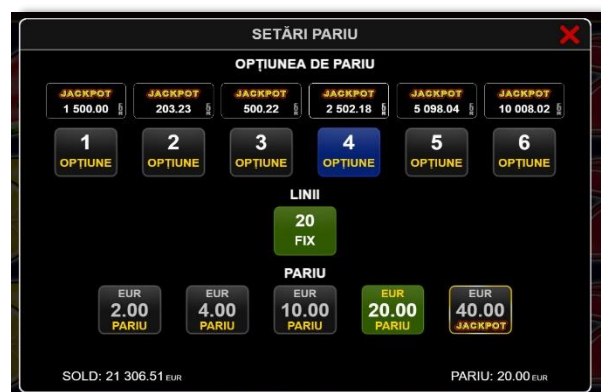 SETĂRI PARIU
OPȚIUNEA DE PARIU
JACKPOT JACKPOT JACKPOT JACKPOT JACKPOT JACKPOT
1 500.00 203.23 500.22 2 502.18 5 098.04 10 008.02
1 2 3 4 5 6
OPȚIUNE OPȚIUNE OPȚIUNE OPȚIUNE OPȚIUNE OPȚIUNE
LINII
20
FIX
PARIU
EUR EUR EUR EUR EUR
2.00 4.00 10.00 20.00 40.00
PARIU PARIU PARIU PARIU JACKPOT
SOLD: 21 306.51 EUR PARIU: 20.00 EUR